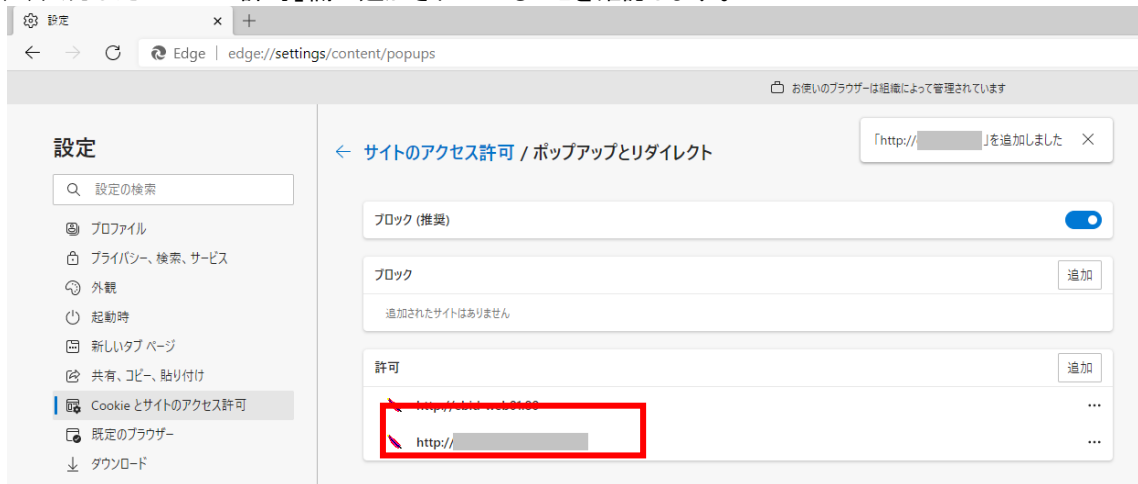 設定
Edge | edge://settings/content/popups
お使いのブラウザーは組織によって管理されています
設定
設定の検索
プロファイル
プライバシー、検索、サービス
外観
起動時
新しいタブ ページ
共有、コピー、貼り付け
Cookie とサイトのアクセス許可
既定のブラウザー
ダウンロード
サイトのアクセス許可 / ポップアップとリダイレクト
「http:// 」を追加しました
ブロック (推奨)
ブロック
追加
追加されたサイトはありません
許可
追加
http://